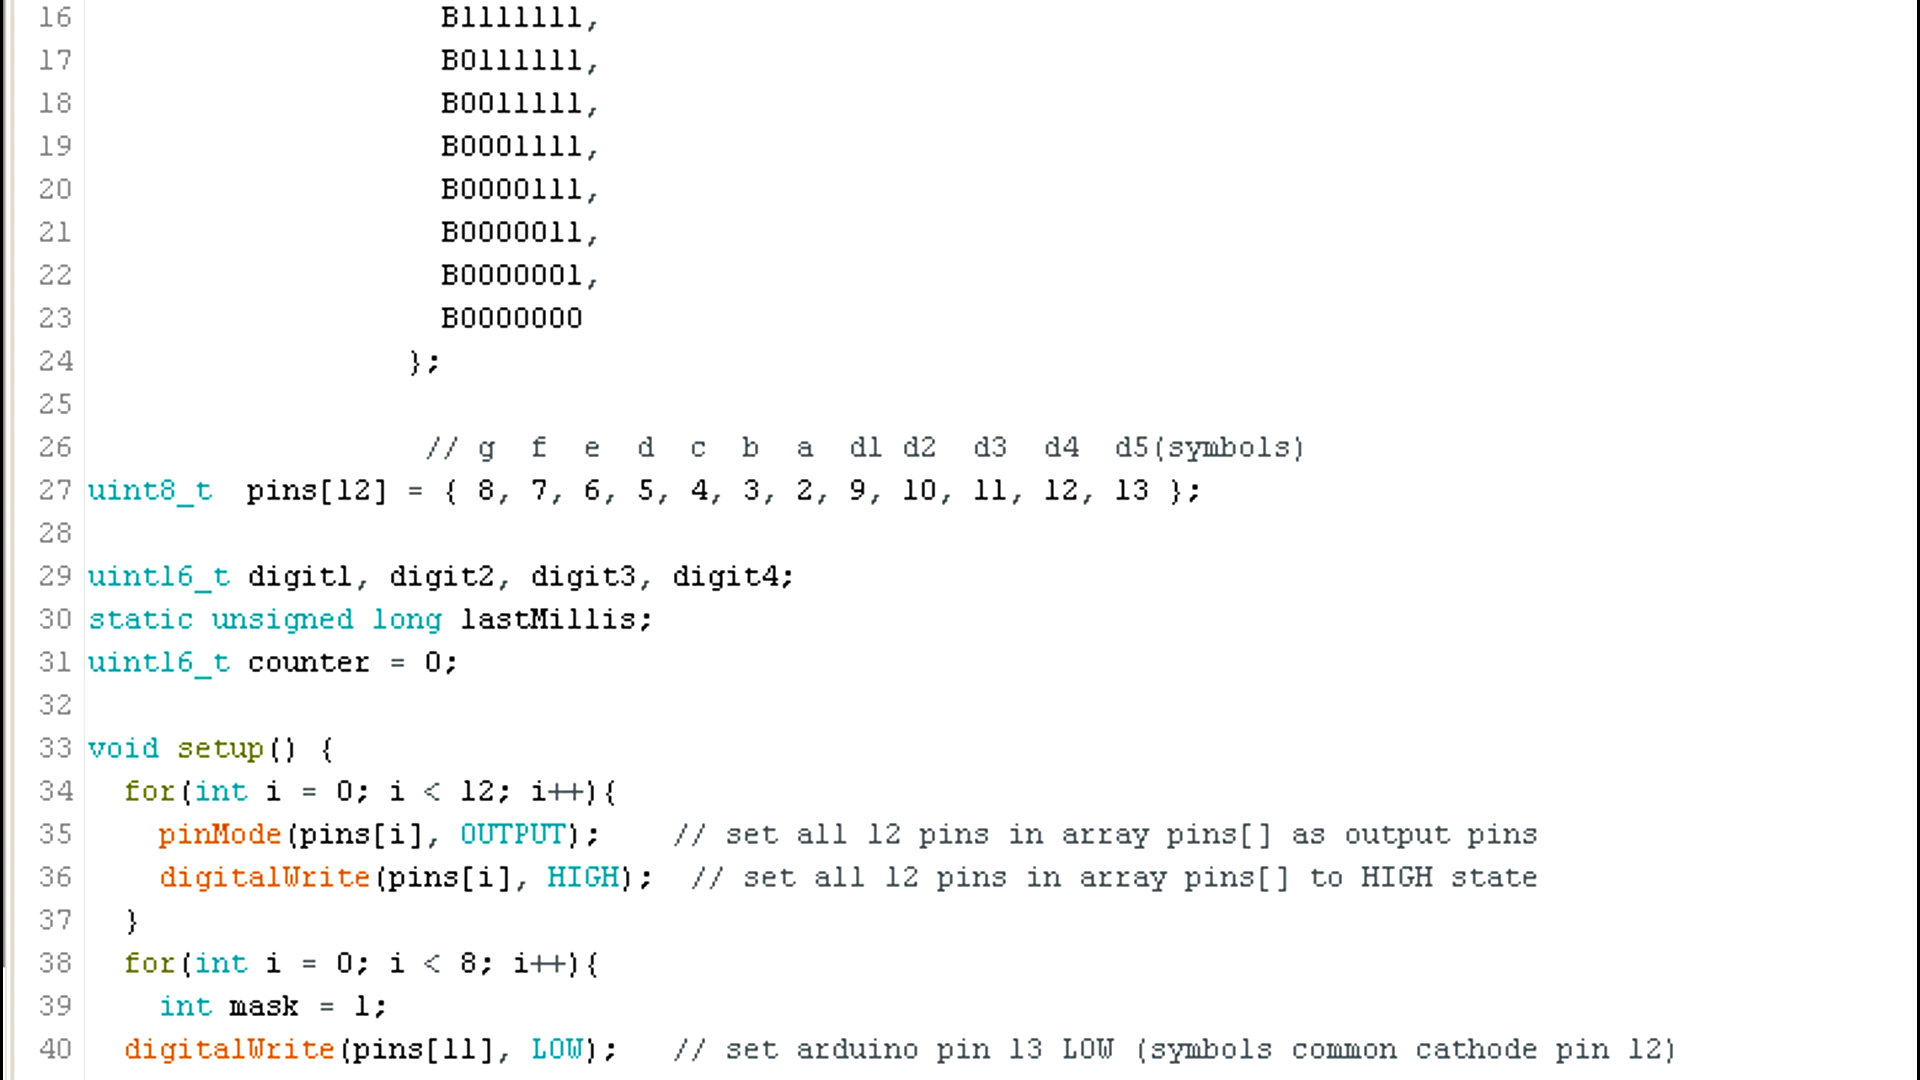 16 B1111111,
17 B0111111,
18 B0011111,
19 B0001111,
20 B0000111,
21 B0000011,
22 B0000001,
23 B0000000
24 };
25
26 // g f e d c b a d1 d2 d3 d4 d5(symbols)
27 uint8_t pins[12] = { 8, 7, 6, 5, 4, 3, 2, 9, 10, 11, 12, 13 };
28
29 uint16_t digit1, digit2, digit3, digit4;
30 static unsigned long lastMillis;
31 uint16_t counter = 0;
32
33 void setup() {
34 for(int i = 0; i < 12; i++){
35 pinMode(pins[i], OUTPUT); // set all 12 pins in array pins[] as output pins
36 digitalWrite(pins[i], HIGH); // set all 12 pins in array pins[] to HIGH state
37 }
38 for(int i = 0; i < 8; i++){
39 int mask = 1;
40 digitalWrite(pins[11], LOW); // set arduino pin 13 LOW (symbols common cathode pin 12)